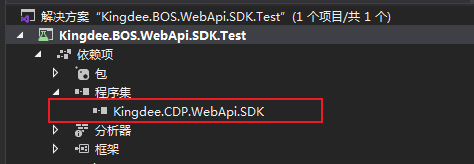 解决方案“Kingdee.BOS.WebApi.SDK.Test”(1 个项目/共 1 个)
Kingdee.BOS.WebApi.SDK.Test
依赖项
包
程序集
Kingdee.CDP.WebApi.SDK
分析器
框架